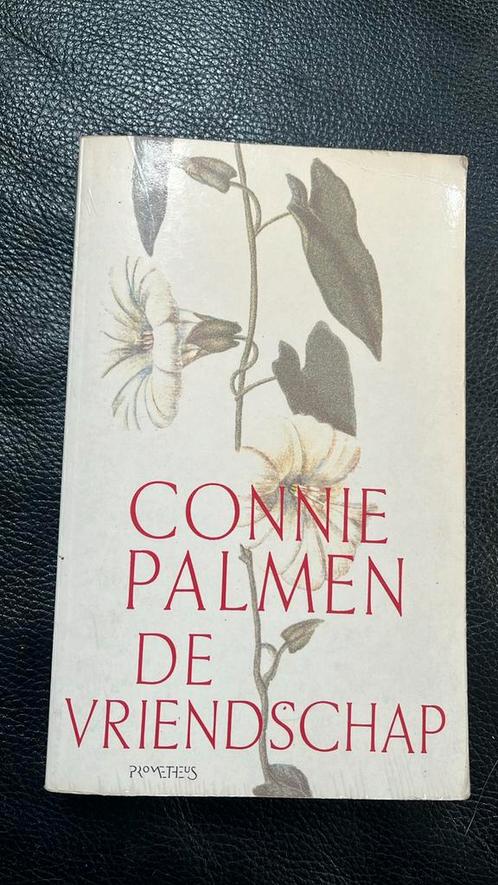 CONNIE
PALMEN
DE
VRIENDSCHAP
PROMETHEUS